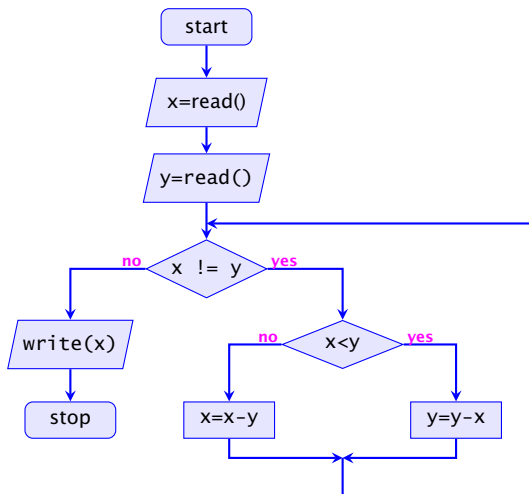 start
x=read()
y=read()
x != y
no
yes
write(x)
stop
x<y
no
yes
x=x-y
y=y-x